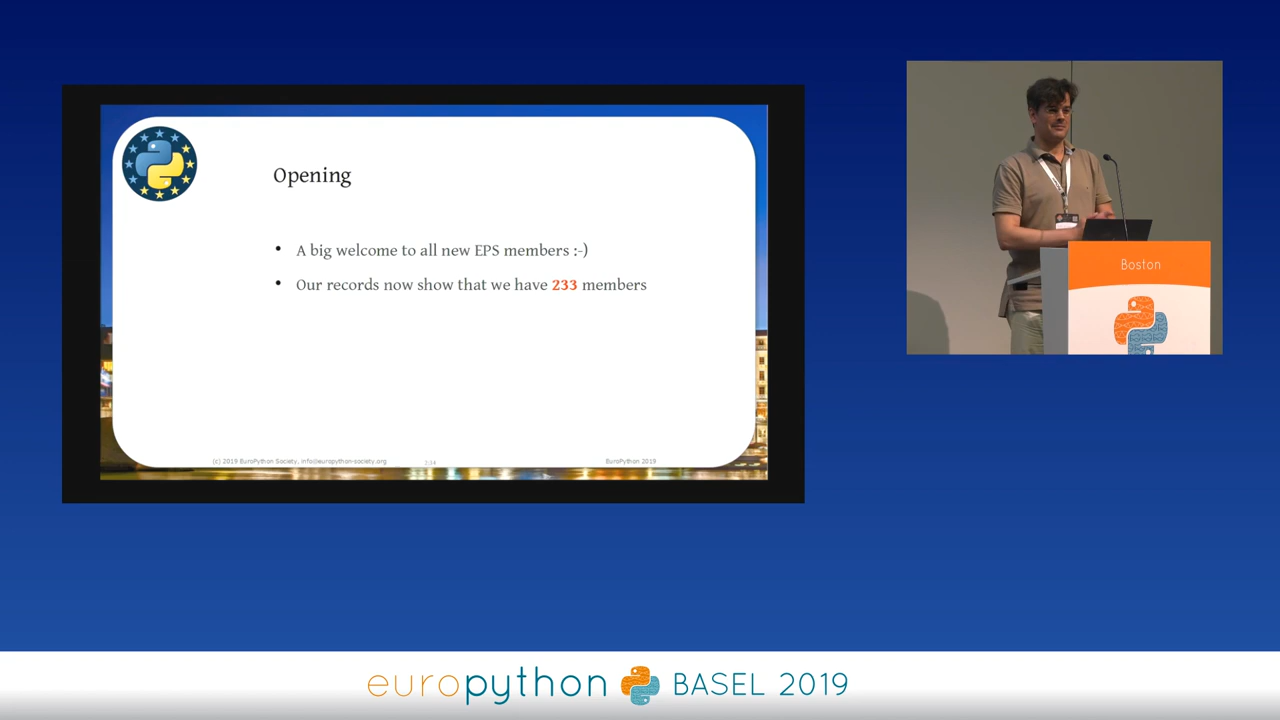 Opening
• A big welcome to all new EPS members :-)
• Our records now show that we have 233 members
(c) 2019 EuroPython Society, info@europython-society.org
EuroPython 2019
Boston
europython BASEL 2019